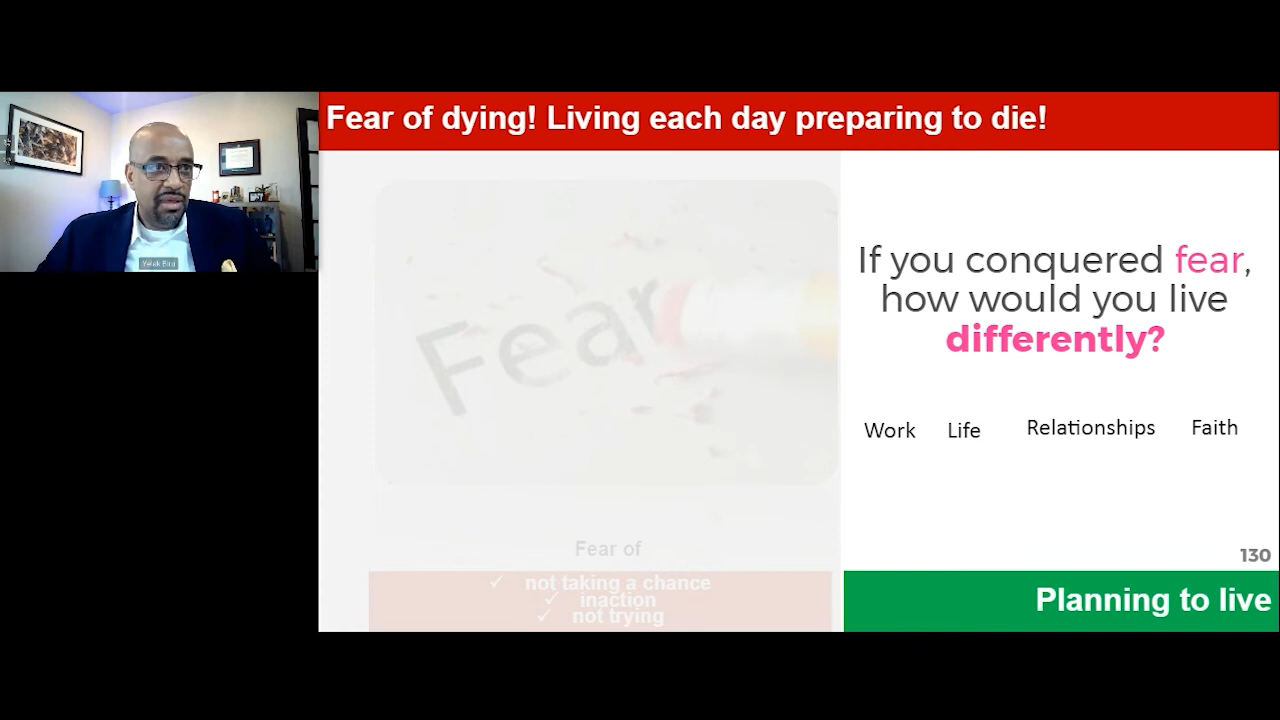 Fear of dying! Living each day preparing to die!
Fear
If you conquered fear,
how would you live
differently?
Work Life Relationships Faith
Fear of
✓ not taking a chance
✓ inaction
✓ not trying
130
Planning to live